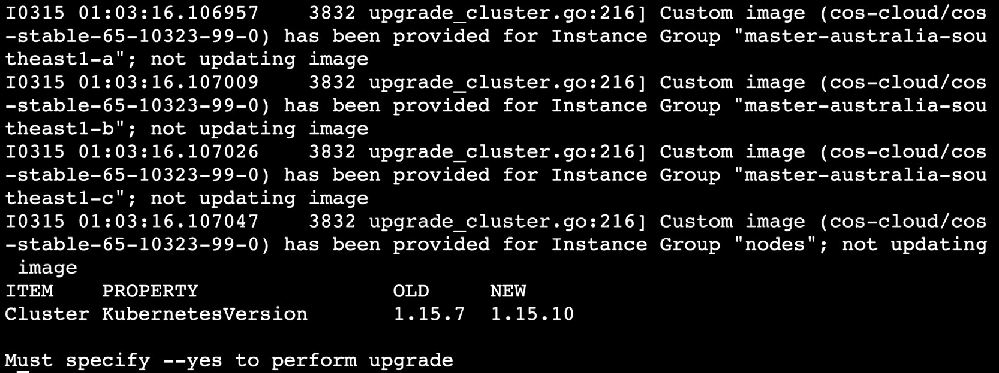 I0315 01:03:16.106957    3832 upgrade_cluster.go:216] Custom image (cos-cloud/cos
-stable-65-10323-99-0) has been provided for Instance Group "master-australia-sou
theast1-a"; not updating image
I0315 01:03:16.107009    3832 upgrade_cluster.go:216] Custom image (cos-cloud/cos
-stable-65-10323-99-0) has been provided for Instance Group "master-australia-sou
theast1-b"; not updating image
I0315 01:03:16.107026    3832 upgrade_cluster.go:216] Custom image (cos-cloud/cos
-stable-65-10323-99-0) has been provided for Instance Group "master-australia-sou
theast1-c"; not updating image
I0315 01:03:16.107047    3832 upgrade_cluster.go:216] Custom image (cos-cloud/cos
-stable-65-10323-99-0) has been provided for Instance Group "nodes"; not updating
 image
ITEM    PROPERTY                OLD     NEW
Cluster KubernetesVersion       1.15.7  1.15.10

Must specify --yes to perform upgrade